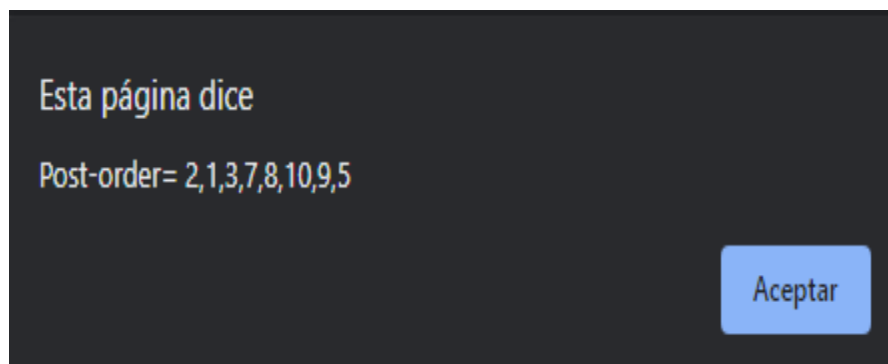 Esta página dice
Post-order= 2,1,3,7,8,10,9,5
Aceptar